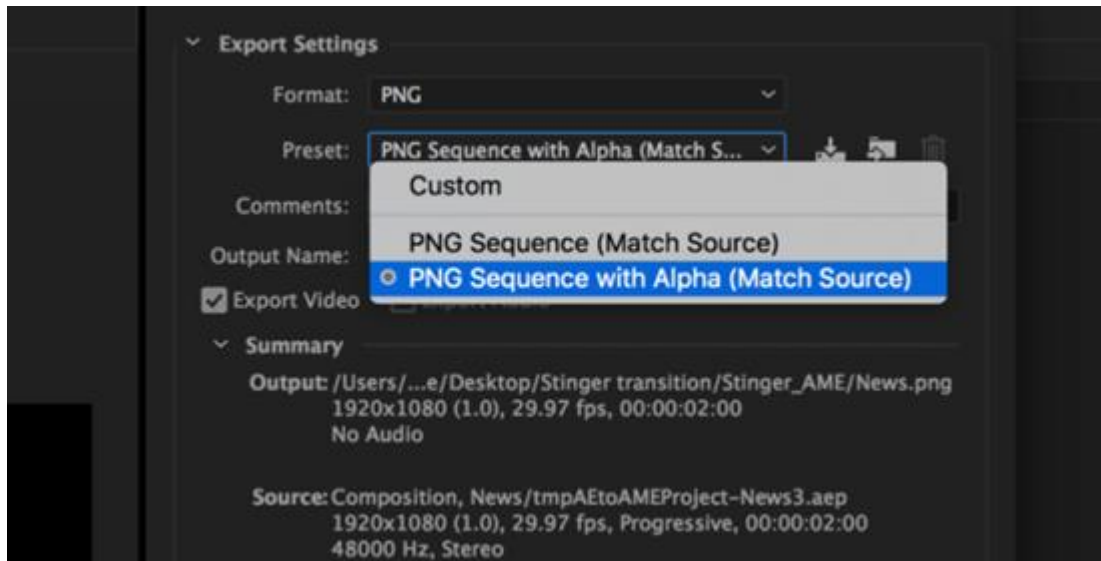 Export Settings
Format: PNG
Preset: PNG Sequence with Alpha (Match S...
Custom
Comments:
PNG Sequence (Match Source)
Output Name:
PNG Sequence with Alpha (Match Source)
Export Video
Summary
Output: /Users/...e/Desktop/Stinger transition/Stinger_AME/News.png
1920x1080 (1.0), 29.97 fps, 00:00:02:00
No Audio
Source: Composition, News/tmpAEtoAMEProject-News3.aep
1920x1080 (1.0), 29.97 fps, Progressive, 00:00:02:00
48000 Hz, Stereo